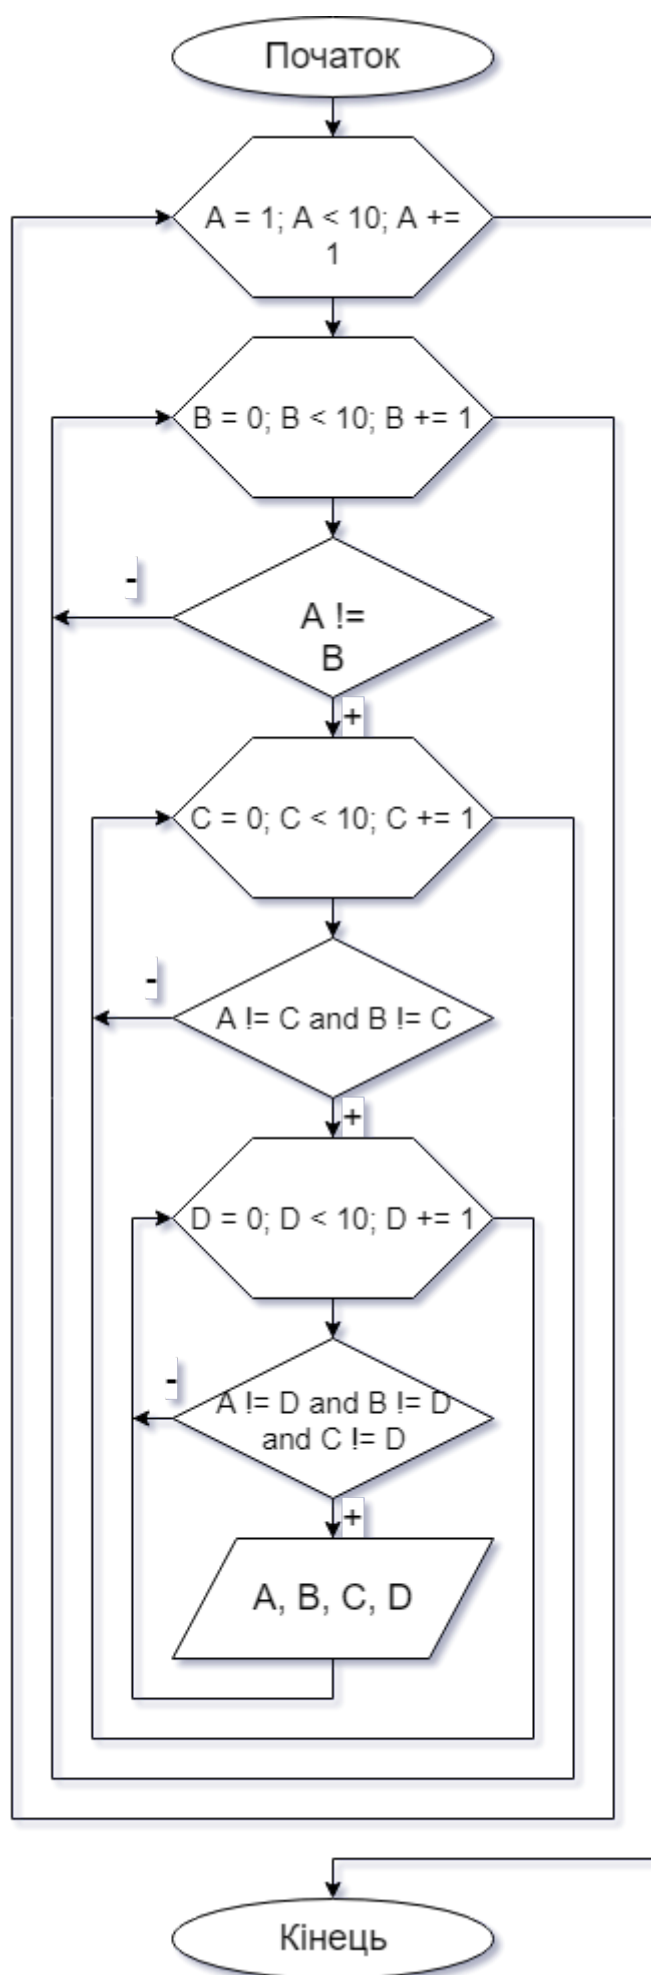 Початок
A = 1; A < 10; A +=
1
B = 0; B < 10; B += 1
-
A !=
B
+
C = 0; C < 10; C += 1
-
A != C and B != C
+
D = 0; D < 10; D += 1
-
A != D and B != D
and C != D
+
A, B, C, D
Кінець